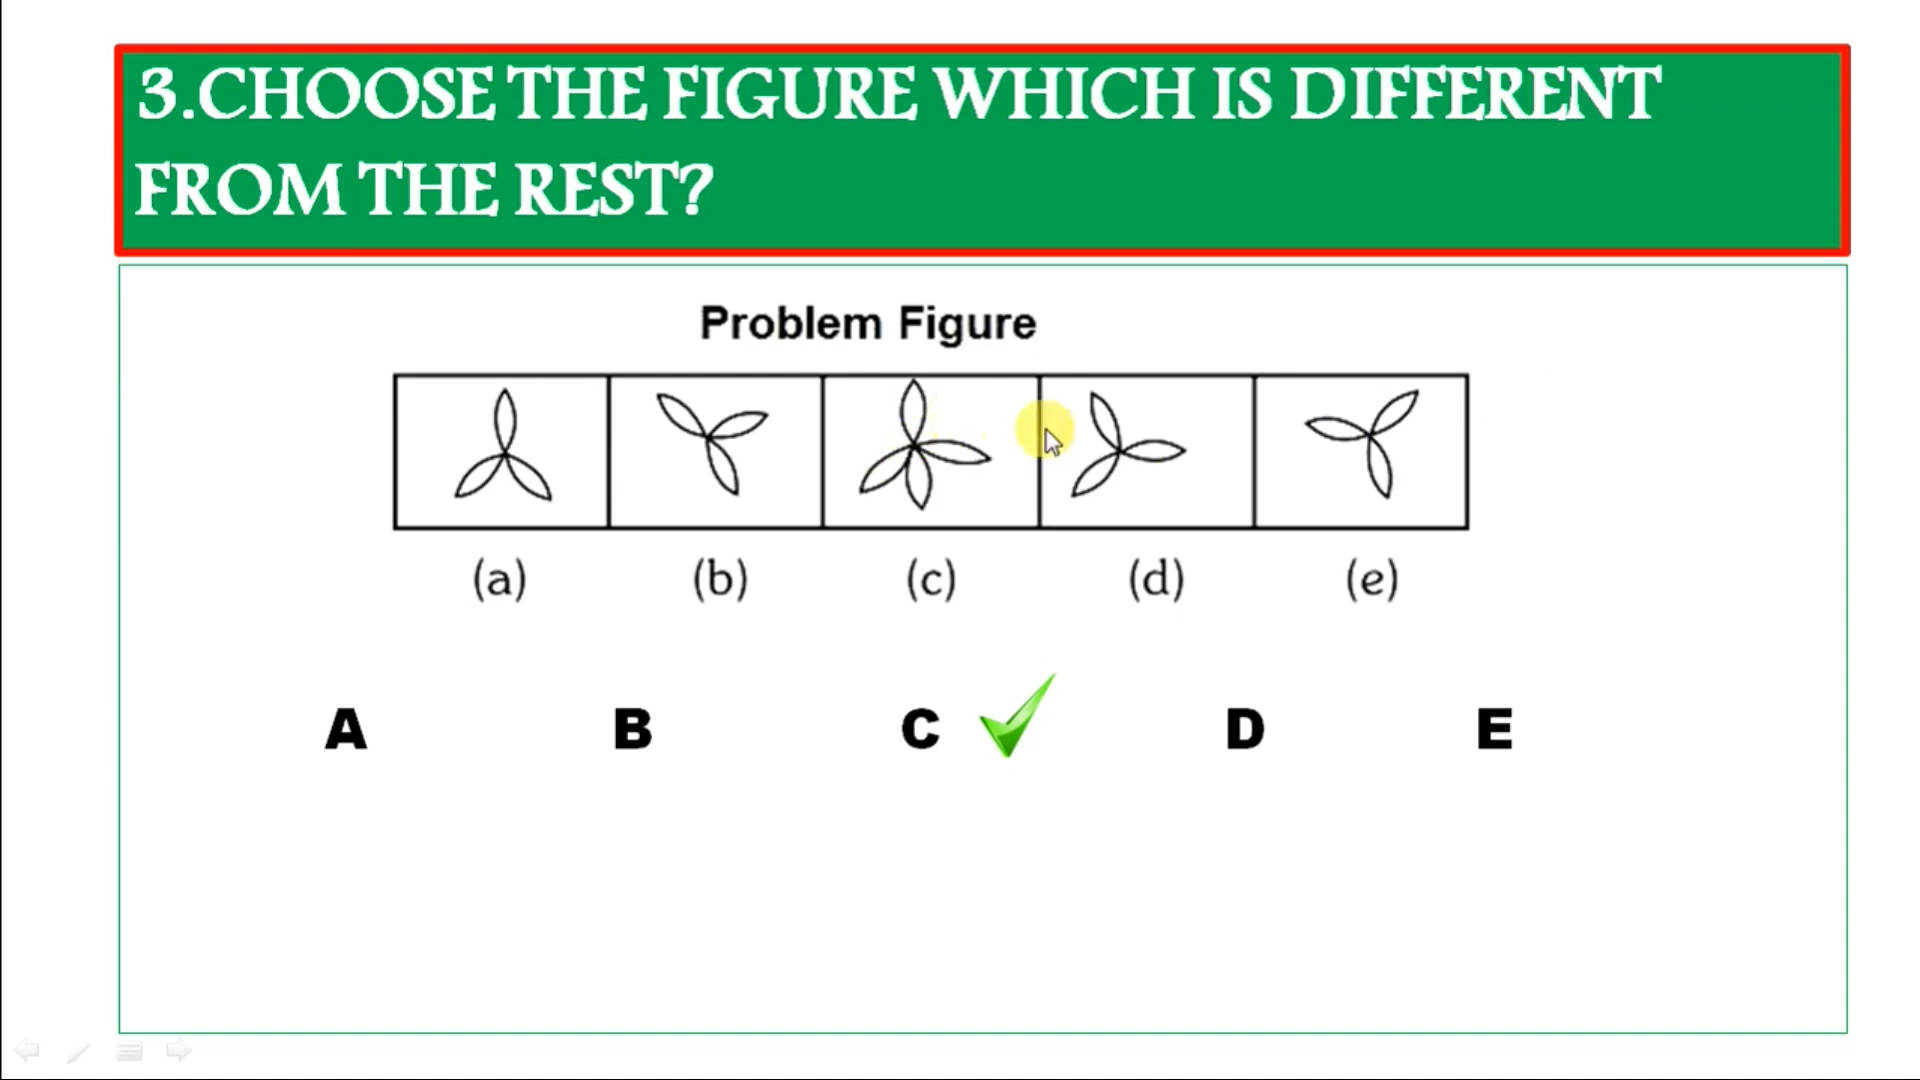 3.CHOOSE THE FIGURE WHICH IS DIFFERENT
FROM THE REST?
Problem Figure
(a) (b) (c) (d) (e)
A B C D E